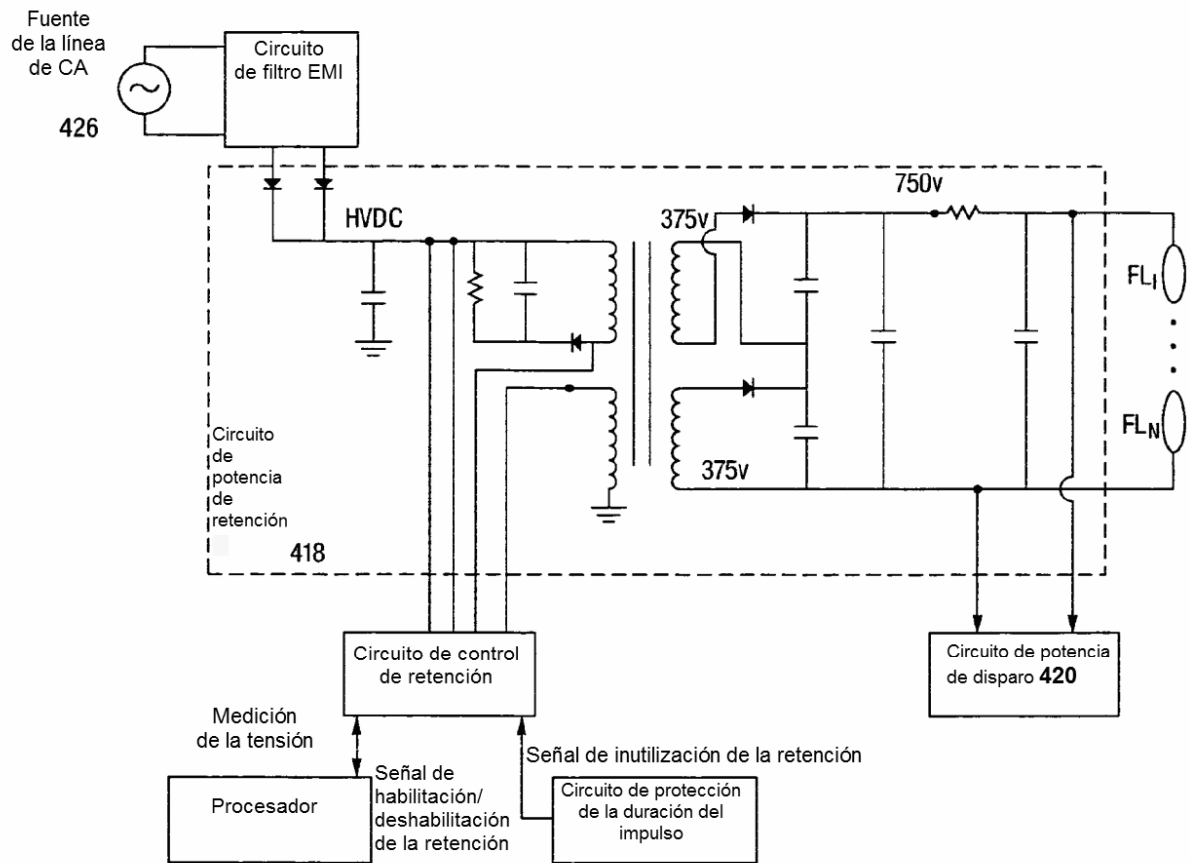 Fuente
de la línea
de CA
426
Circuito
de filtro EMI
HVDC
375v
750v
FL1
FLN
375v
Circuito
de
potencia
de
retención
418
Circuito de control
de retención
Circuito de potencia
de disparo 420
Medición
de la tensión
Señal de inutilización de la retención
Procesador
Señal de
habilitación/
deshabilitación
de la retención
Circuito de protección
de la duración del
impulso